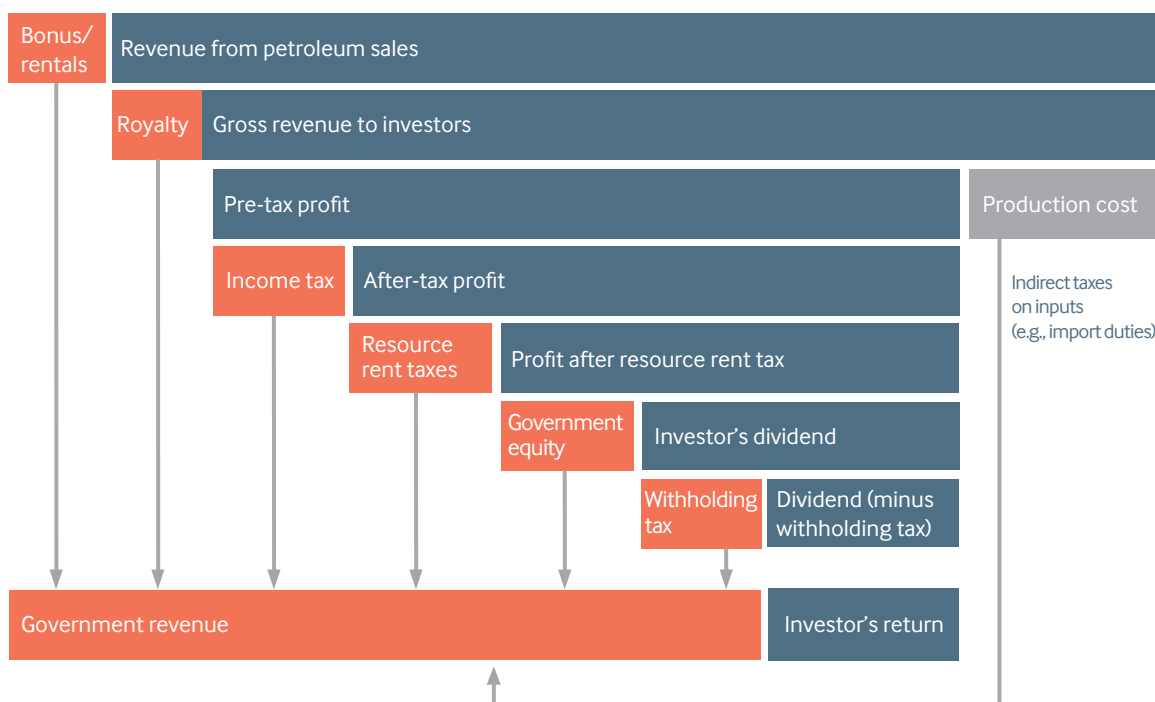 Bonus/
rentals
Revenue from petroleum sales
Royalty
Gross revenue to investors
Pre-tax profit
Production cost
Income tax
After-tax profit
Indirect taxes
on inputs
(e.g., import duties)
Resource
rent taxes
Profit after resource rent tax
Government
equity
Investor’s dividend
Withholding
tax
Dividend (minus
withholding tax)
Government revenue
Investor’s return